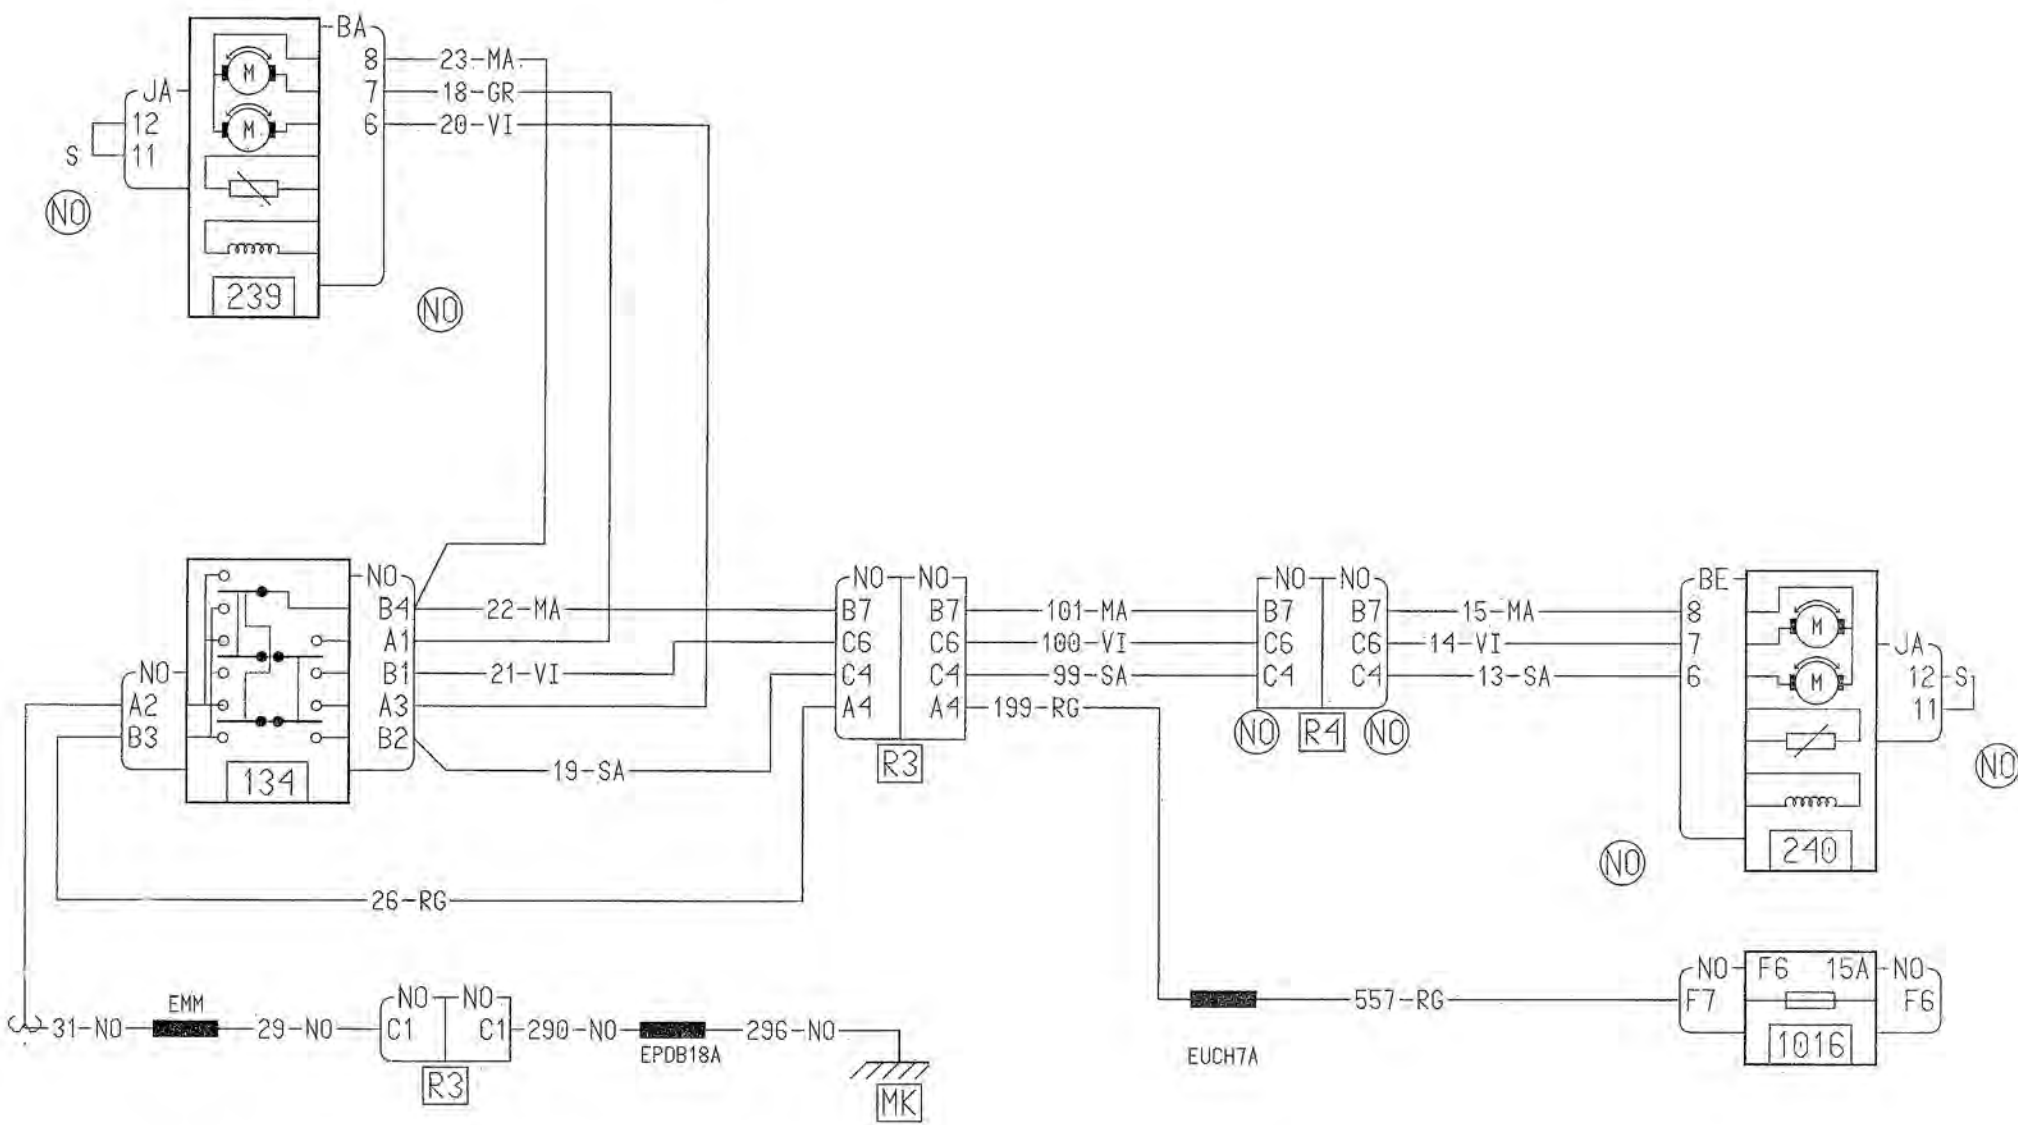 BA
8 23-MA
M
JA 7 18-GR
12 M 6 20-VI
S 11
NO
239
NO
NO NO NO NO NO BE
B4 22-MA B7 B7 101-MA B7 B7 15-MA 8
M
A1 C6 C6 100-VI C6 C6 14-VI 7
JA
NO B1 21-VI C4 C4 99-SA C4 C4 13-SA 6
M 12 S
A2 A3 A4 A4 199-RG 11
B3 B2 NO R4 NO
R3
134 19-SA NO
240
NO
26-RG
NO F6 15A NO
F7 557-RG F6
EMM NO NO
31-NO 29-NO C1 C1 290-NO 296-NO
EPDB18A EUCH7A 1016
R3 MK